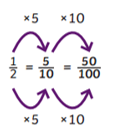 ×5 ×10
1/2 = 5/10 = 50/100
×5 ×10